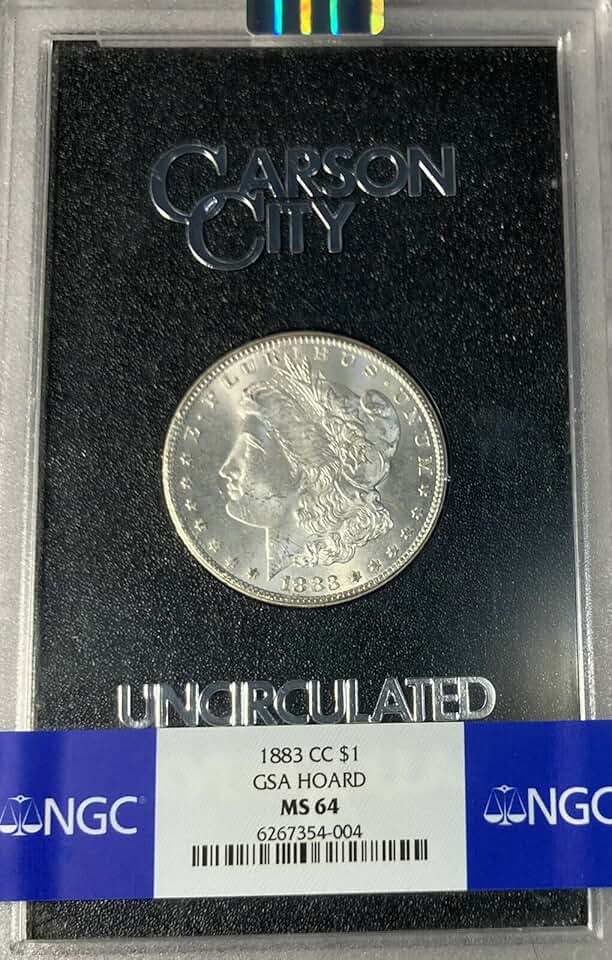 CARSON
CITY
E · PLURIBUS · UNUM
1883
UNCIRCULATED
NGC
1883 CC $1
GSA HOARD
MS 64
6267354-004
NGC